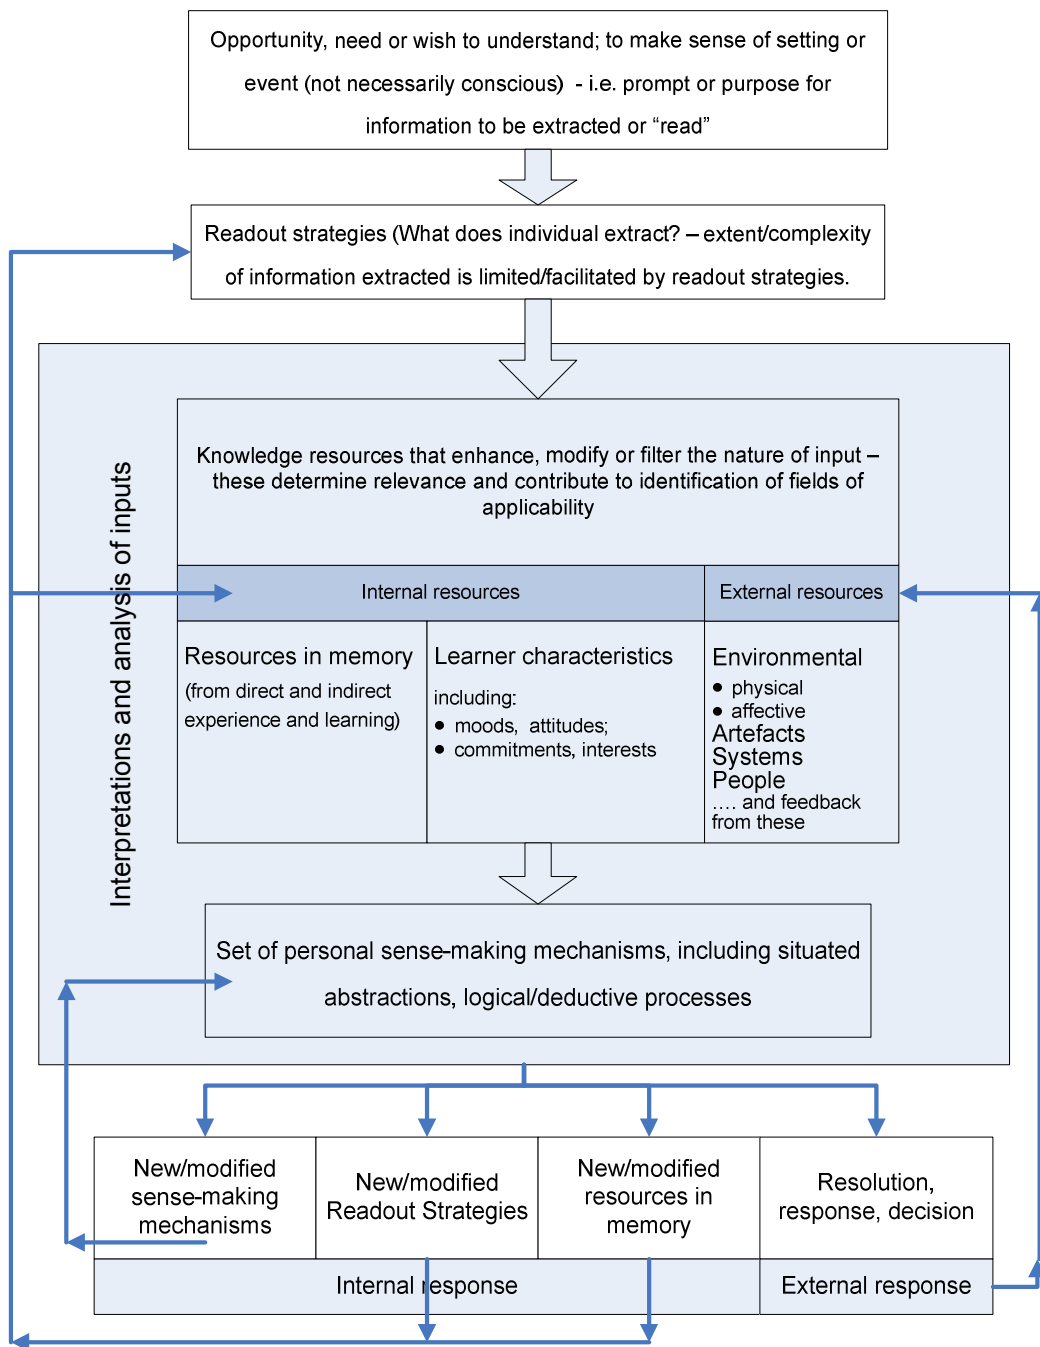 Opportunity, need or wish to understand; to make sense of setting or
event (not necessarily conscious) - i.e. prompt or purpose for
information to be extracted or “read”
Readout strategies (What does individual extract? – extent/complexity
of information extracted is limited/facilitated by readout strategies.
Interpretations and analysis of inputs
Knowledge resources that enhance, modify or filter the nature of input –
these determine relevance and contribute to identification of fields of
applicability
Internal resources
External resources
Resources in memory
(from direct and indirect
experience and learning)
Learner characteristics
including:
• moods, attitudes;
• commitments, interests
Environmental
• physical
• affective
Artefacts
Systems
People
.... and feedback
from these
Set of personal sense-making mechanisms, including situated
abstractions, logical/deductive processes
New/modified
sense-making
mechanisms
New/modified
Readout Strategies
New/modified
resources in
memory
Resolution,
response, decision
Internal response
External response